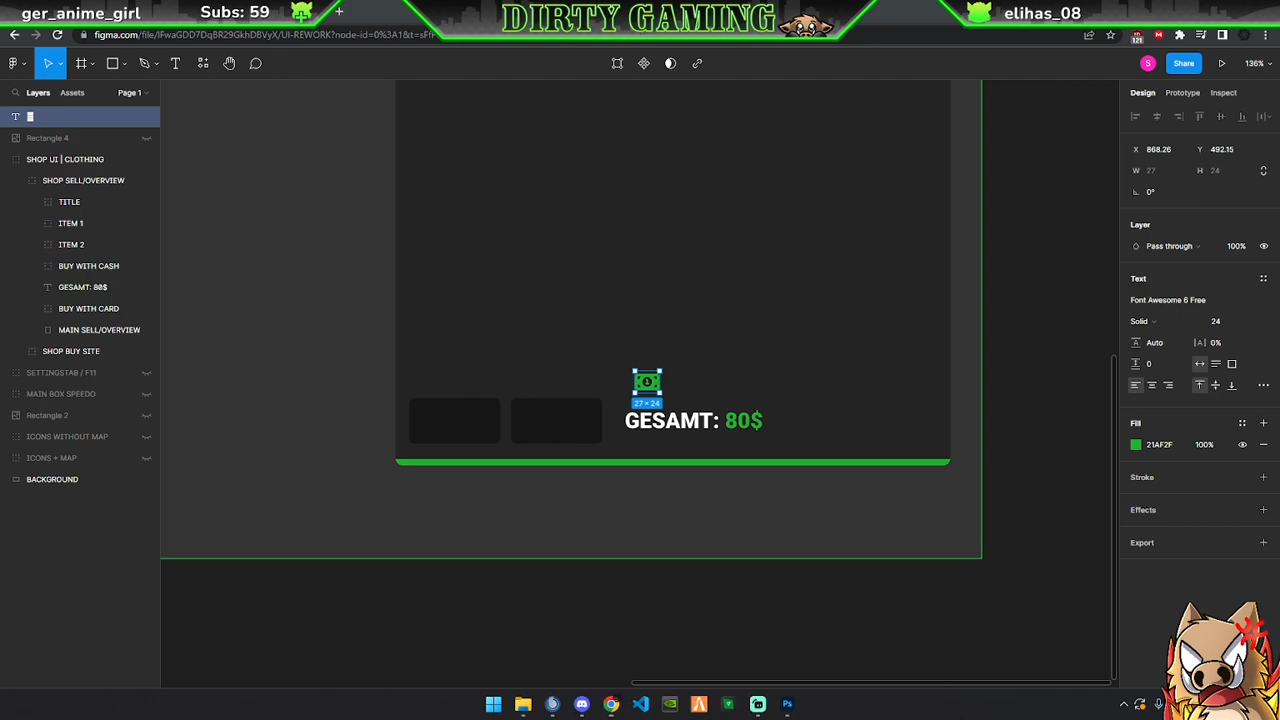 ger_anime_girl
Subs: 59
+
DIRTY GAMING
elihas_08
figma.com/file/IFwaGDD7DqBR29GkhDBVyX/UI-REWORK?node-id=0%3A1&t=sFfr
121
Share
136%
Layers
Assets
Page 1
Design
Prototype
Inspect
Rectangle 4
SHOP UI | CLOTHING
SHOP SELL/OVERVIEW
TITLE
ITEM 1
ITEM 2
BUY WITH CASH
GESAMT: 80$
BUY WITH CARD
MAIN SELL/OVERVIEW
SHOP BUY SITE
SETTINGSTAB / F11
MAIN BOX SPEEDO
Rectangle 2
ICONS WITHOUT MAP
ICONS + MAP
BACKGROUND
27 × 24
GESAMT: 80$
X 868.26
Y 492.15
W 27
H 24
0°
Layer
Pass through
100%
Text
Font Awesome 6 Free
Solid
24
Auto
0%
0
Fill
21AF2F
100%
Stroke
Effects
Export
Ps